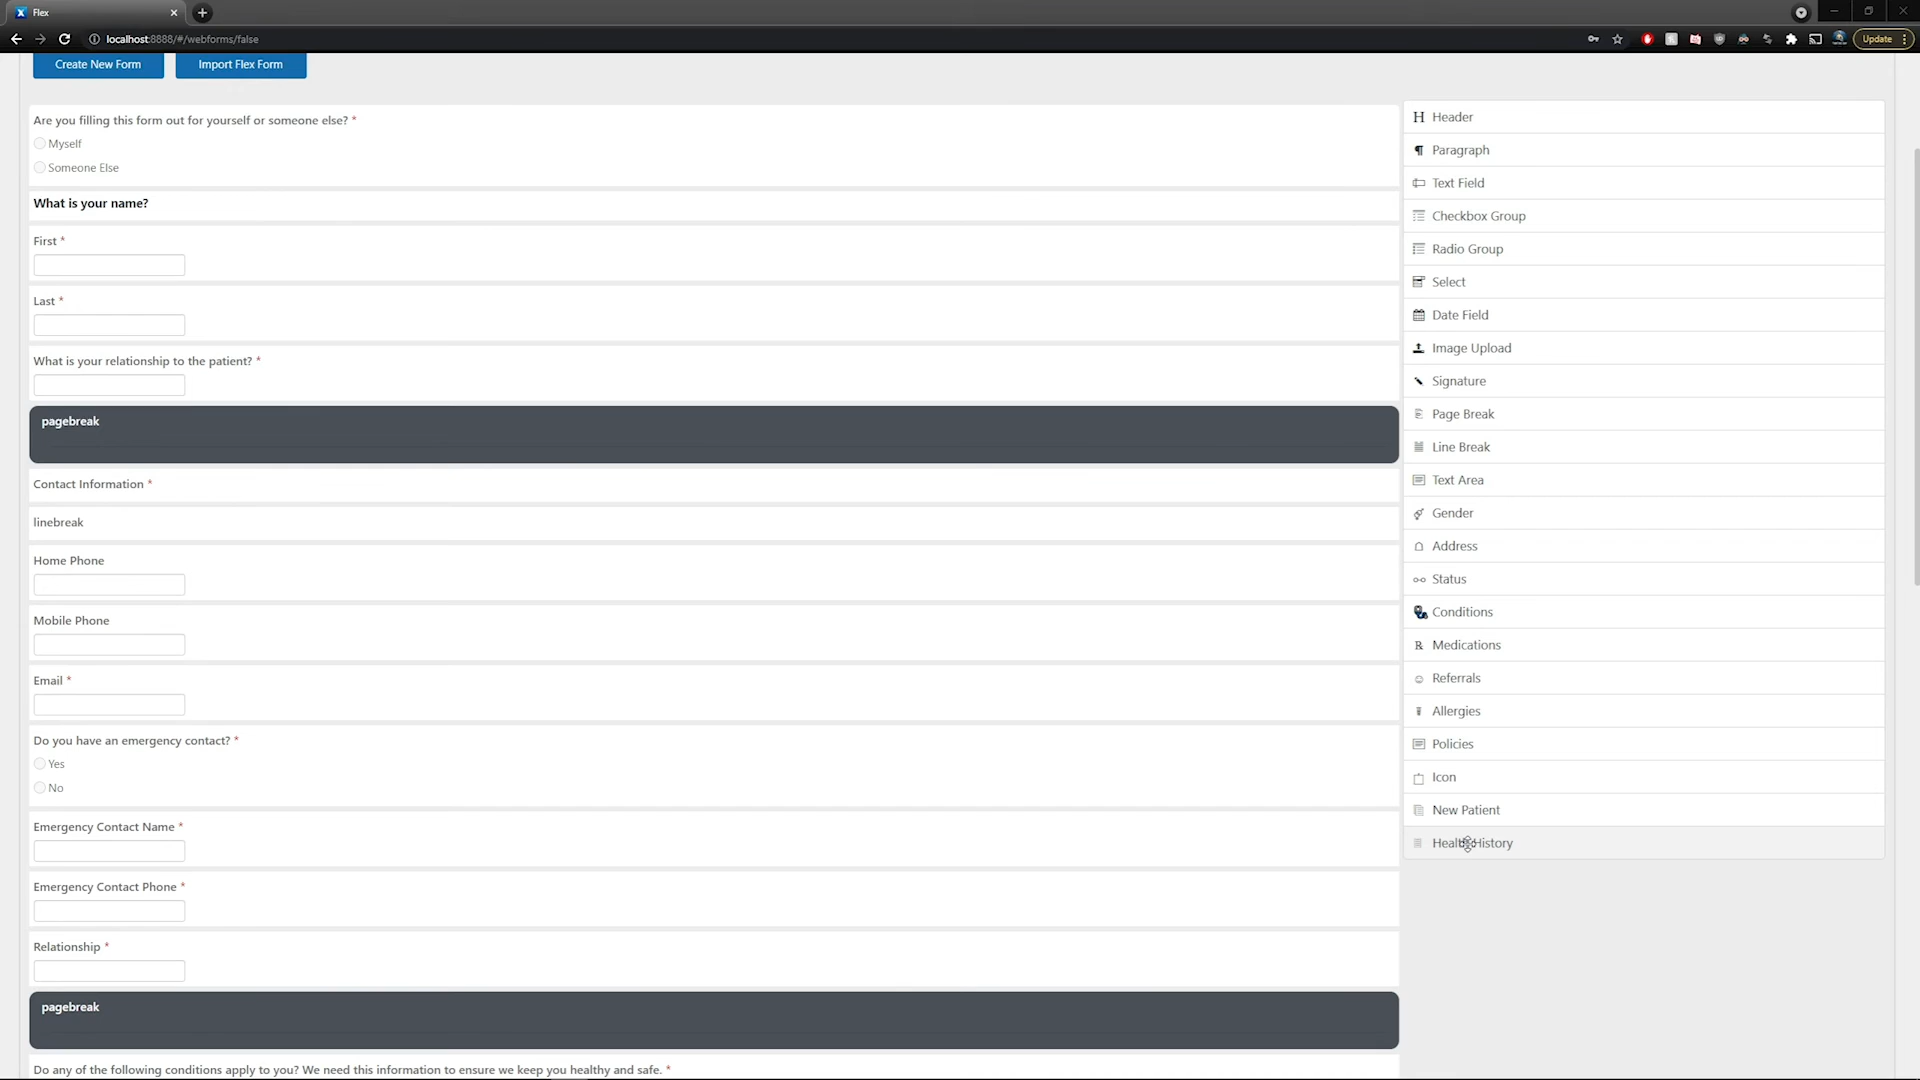 Flex
localhost:8888/#/webforms/false
Update
Create New Form
Import Flex Form
Are you filling this form out for yourself or someone else? *
Myself
Someone Else
What is your name?
First *
Last *
What is your relationship to the patient? *
pagebreak
Contact Information *
linebreak
Home Phone
Mobile Phone
Email *
Do you have an emergency contact? *
Yes
No
Emergency Contact Name *
Emergency Contact Phone *
Relationship *
pagebreak
Do any of the following conditions apply to you? We need this information to ensure we keep you healthy and safe. *
Header
Paragraph
Text Field
Checkbox Group
Radio Group
Select
Date Field
Image Upload
Signature
Page Break
Line Break
Text Area
Gender
Address
Status
Conditions
Medications
Referrals
Allergies
Policies
Icon
New Patient
Health History